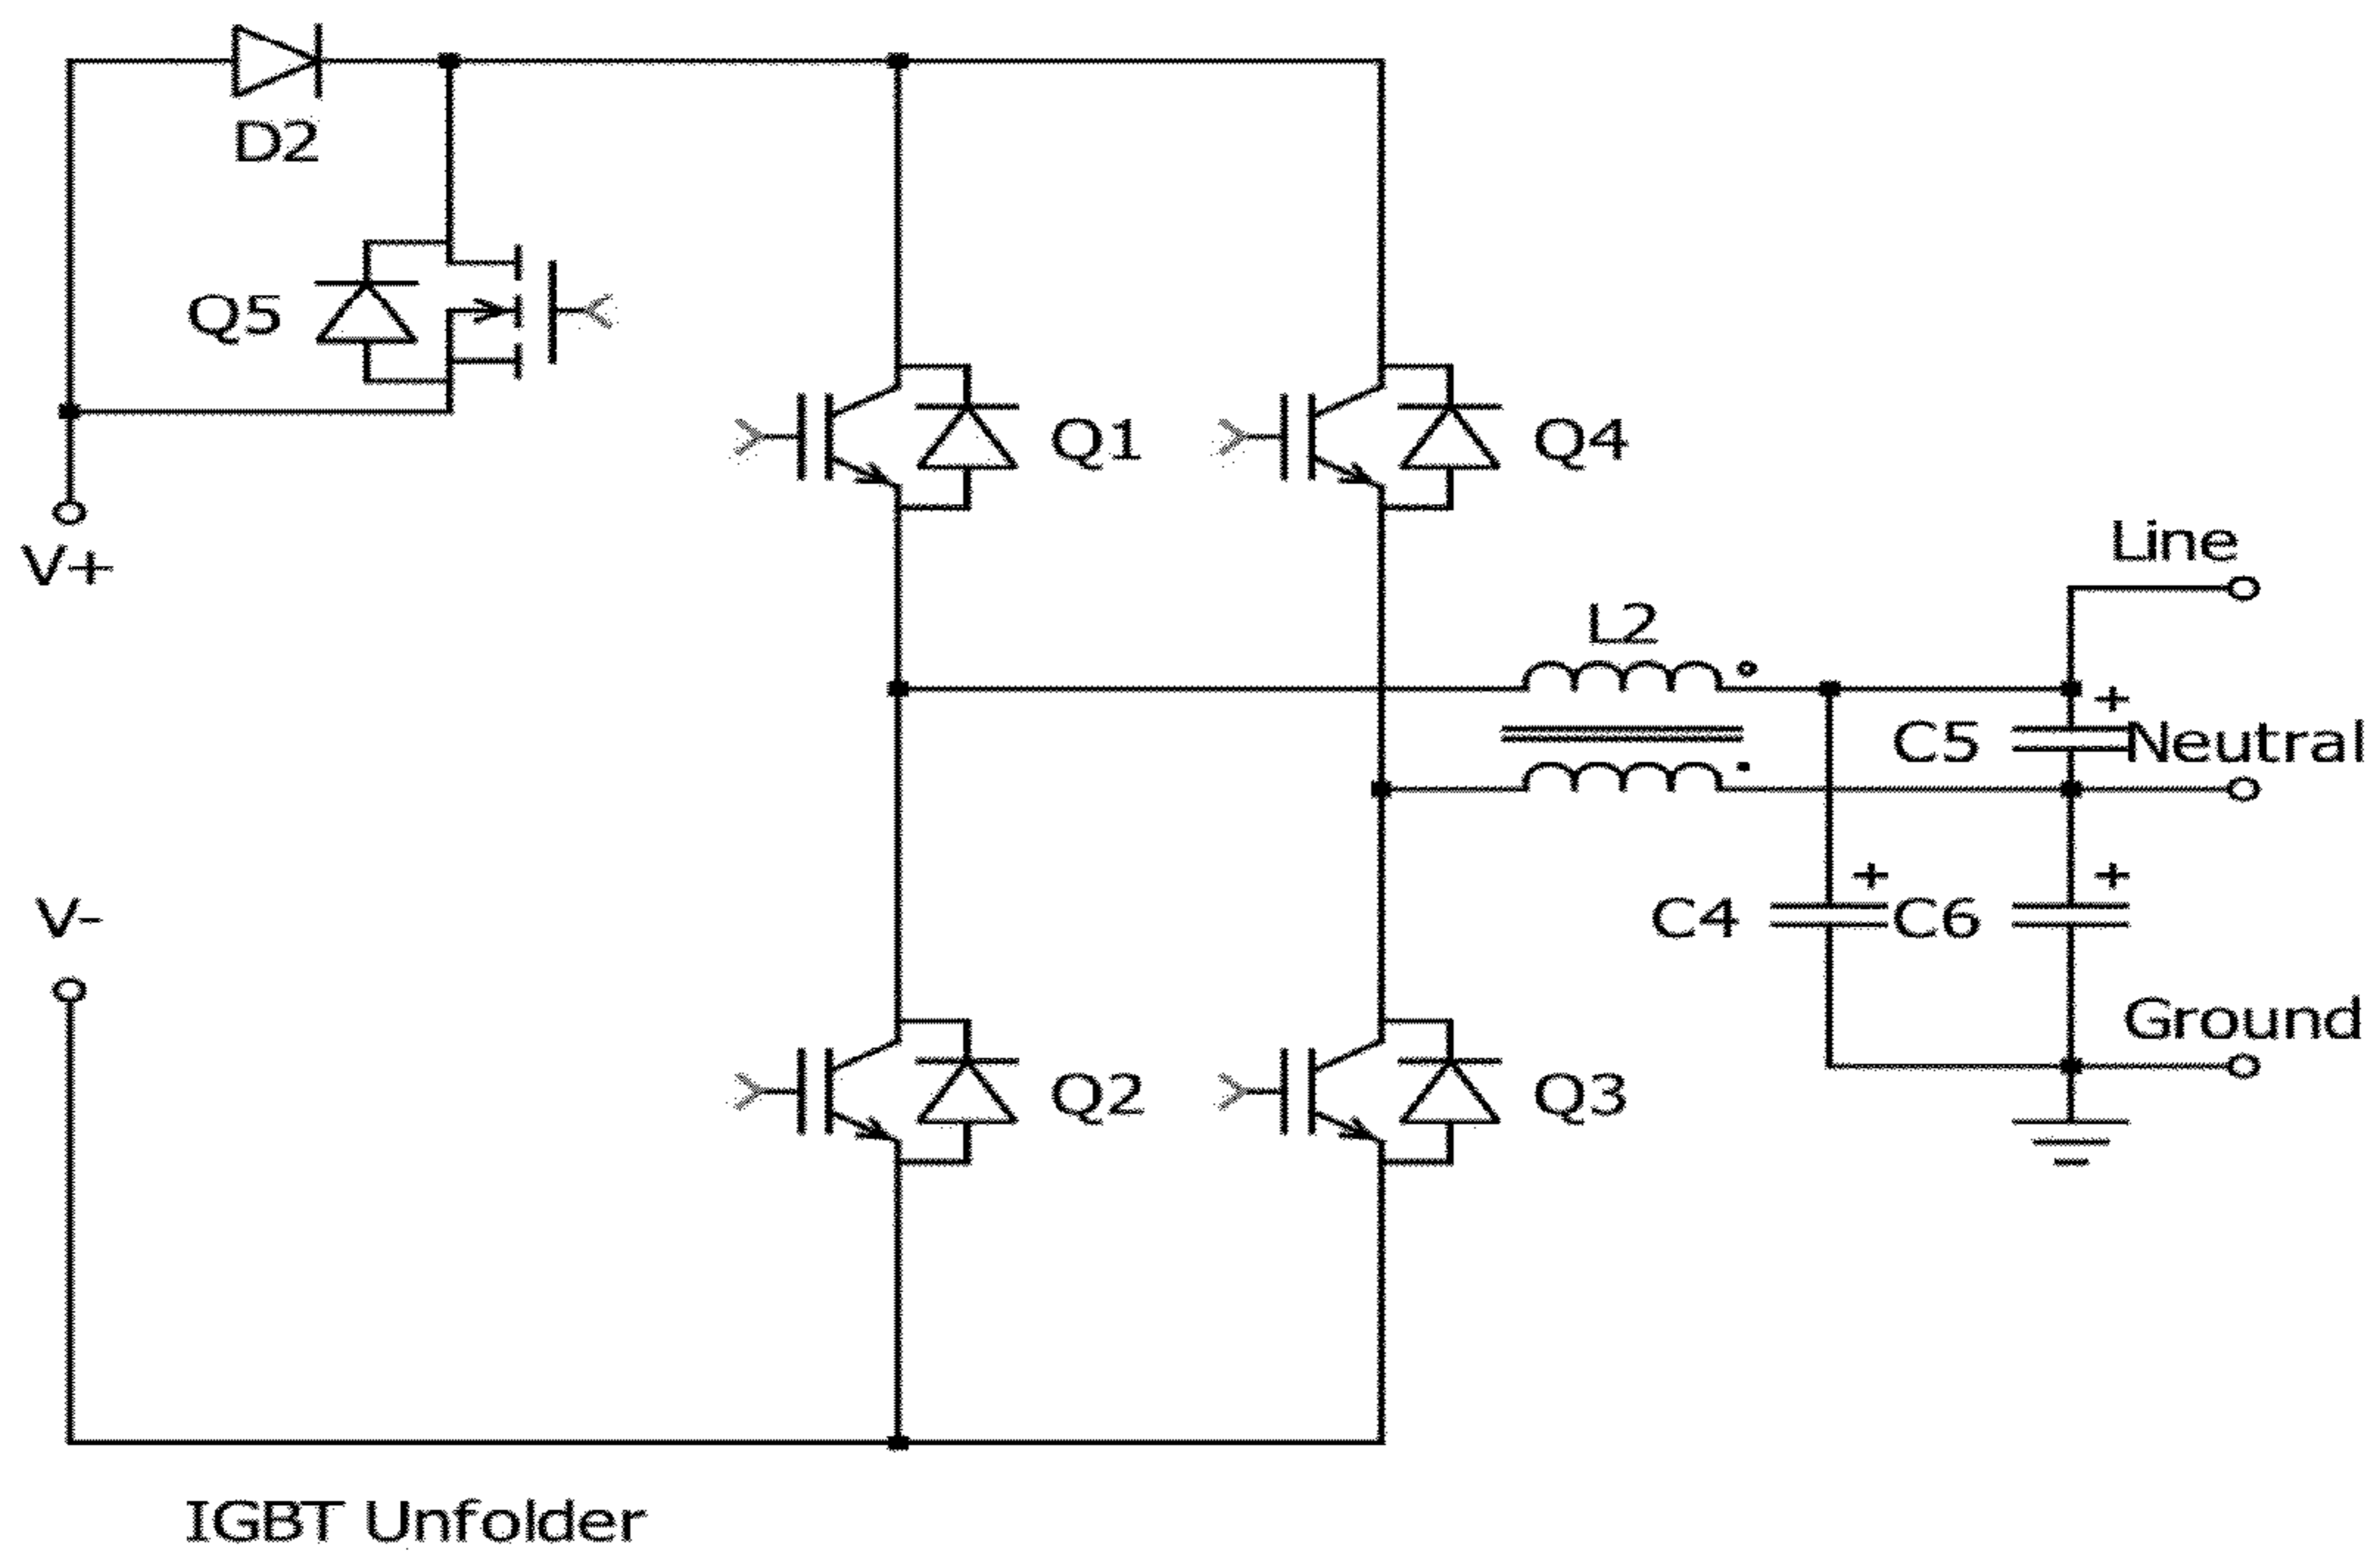 D2
Q5
V+
Q1
Q4
Line
L2
+
C5
Neutral
V-
+
+
C4
C6
Ground
Q2
Q3
IGBT Unfolder